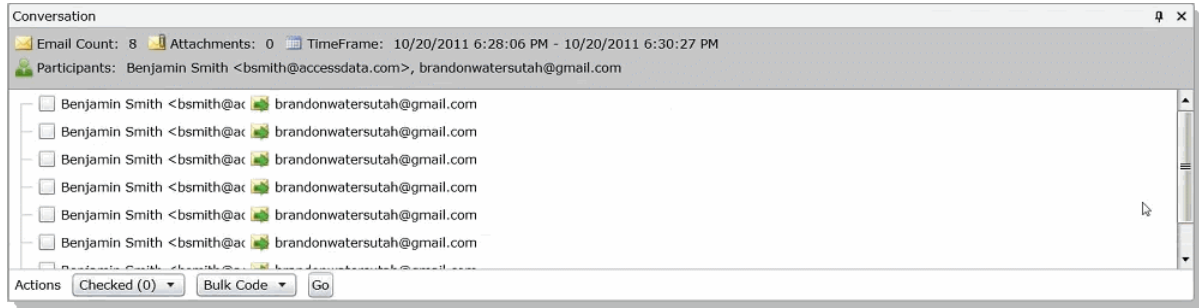 Conversation
Email Count: 8 Attachments: 0 TimeFrame: 10/20/2011 6:28:06 PM - 10/20/2011 6:30:27 PM
Participants: Benjamin Smith <bsmith@accessdata.com>, brandonwatersutah@gmail.com
Benjamin Smith <bsmith@ac brandonwatersutah@gmail.com
Benjamin Smith <bsmith@ac brandonwatersutah@gmail.com
Benjamin Smith <bsmith@ac brandonwatersutah@gmail.com
Benjamin Smith <bsmith@ac brandonwatersutah@gmail.com
Benjamin Smith <bsmith@ac brandonwatersutah@gmail.com
Benjamin Smith <bsmith@ac brandonwatersutah@gmail.com
Actions Checked (0) Bulk Code Go